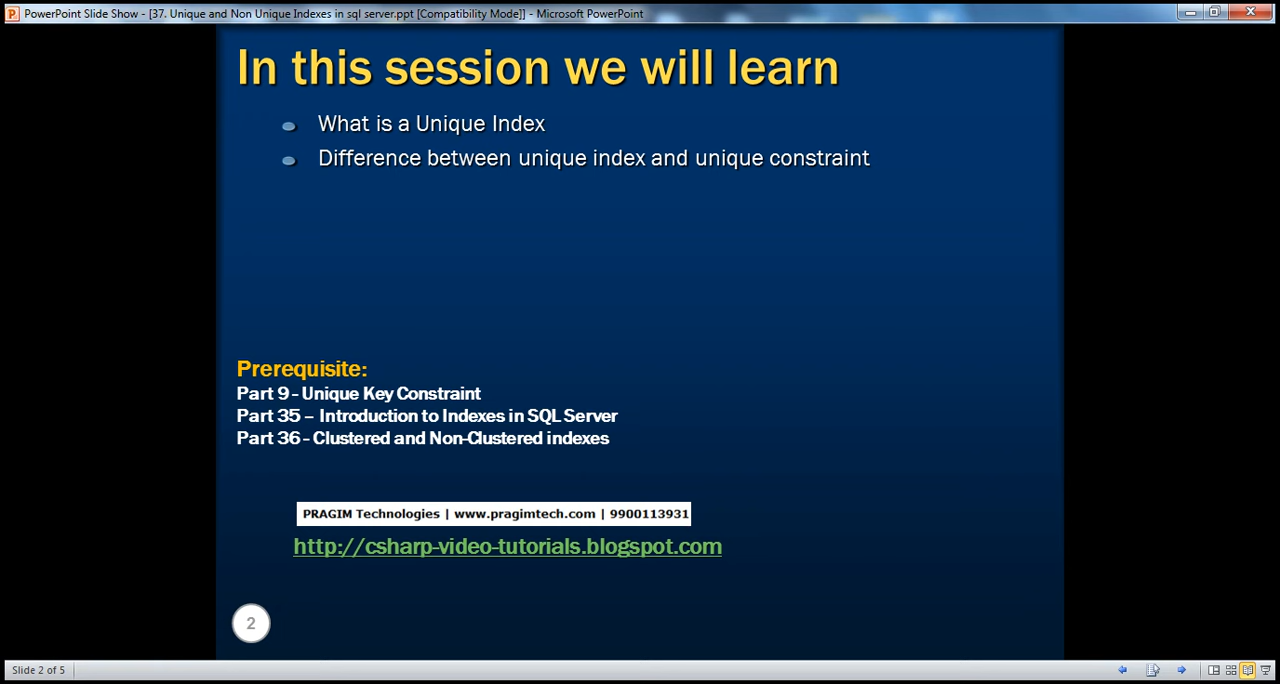 PowerPoint Slide Show - [37. Unique and Non Unique Indexes in sql server.ppt [Compatibility Mode]] - Microsoft PowerPoint
In this session we will learn
What is a Unique Index
Difference between unique index and unique constraint
Prerequisite:
Part 9 - Unique Key Constraint
Part 35 – Introduction to Indexes in SQL Server
Part 36 - Clustered and Non-Clustered indexes
PRAGIM Technologies | www.pragimtech.com | 9900113931
http://csharp-video-tutorials.blogspot.com
2
Slide 2 of 5